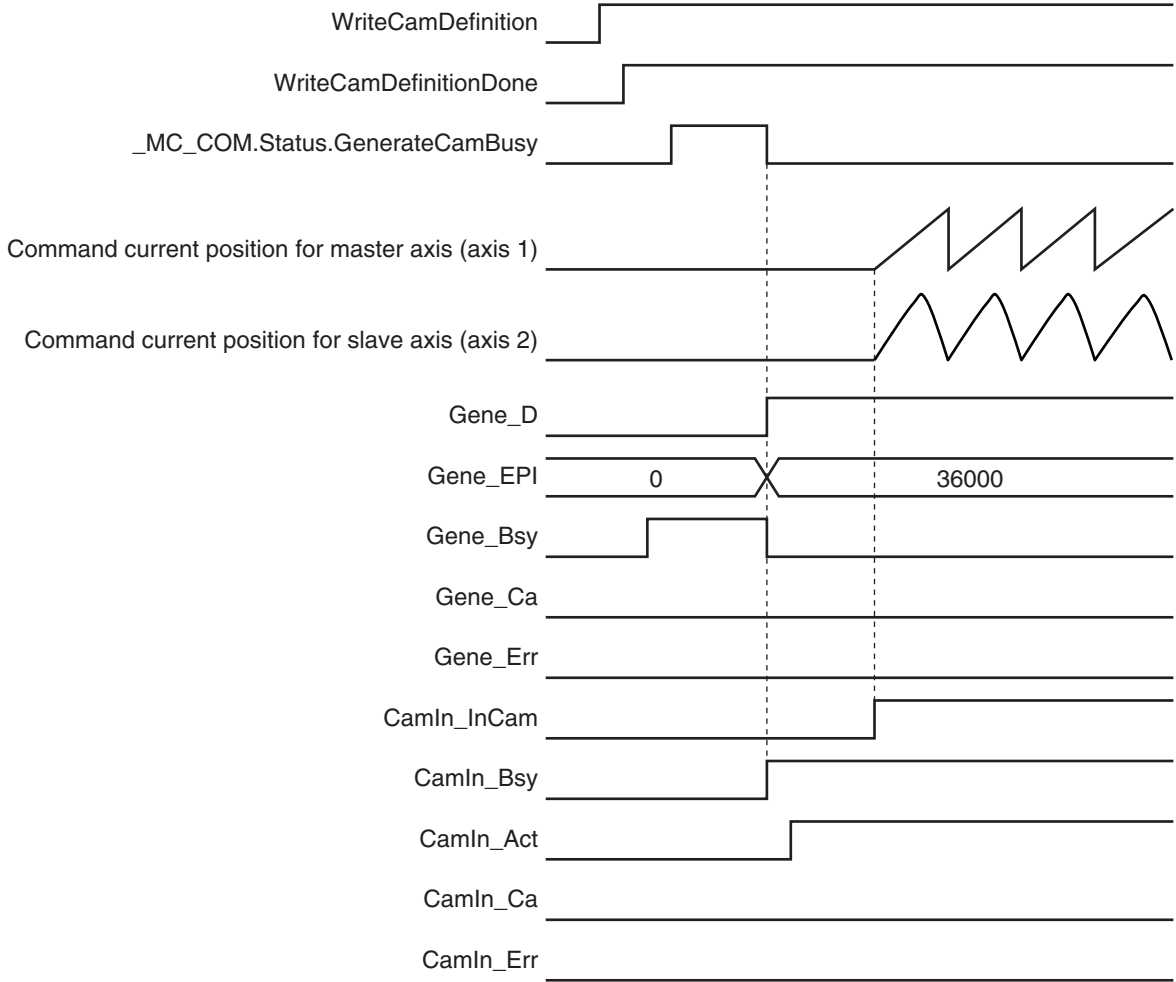 WriteCamDefinition
WriteCamDefinitionDone
_MC_COM.Status.GenerateCamBusy
Command current position for master axis (axis 1)
Command current position for slave axis (axis 2)
Gene_D
Gene_EPI
0
36000
Gene_Bsy
Gene_Ca
Gene_Err
CamIn_InCam
CamIn_Bsy
CamIn_Act
CamIn_Ca
CamIn_Err